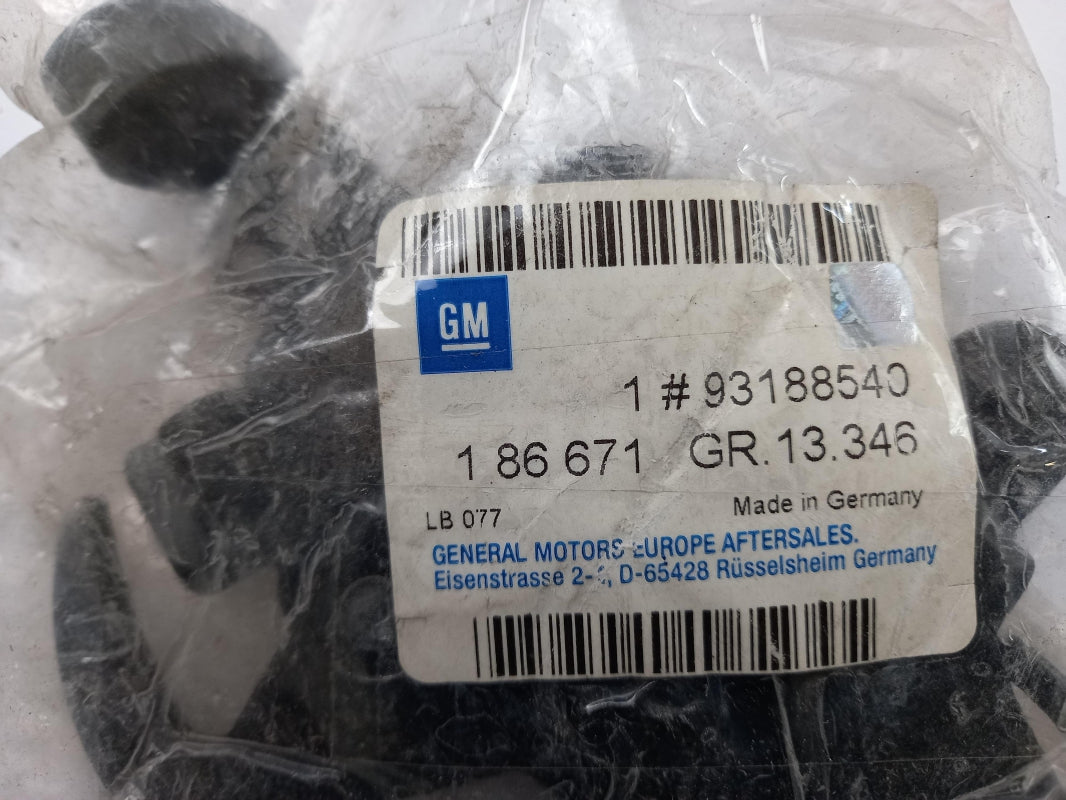 GM
1 # 93188540
1 86 671 GR. 13.346
LB 077
Made in Germany
GENERAL MOTORS EUROPE AFTERSALES.
Eisenstrasse D-65428 Rüsselsheim Germany